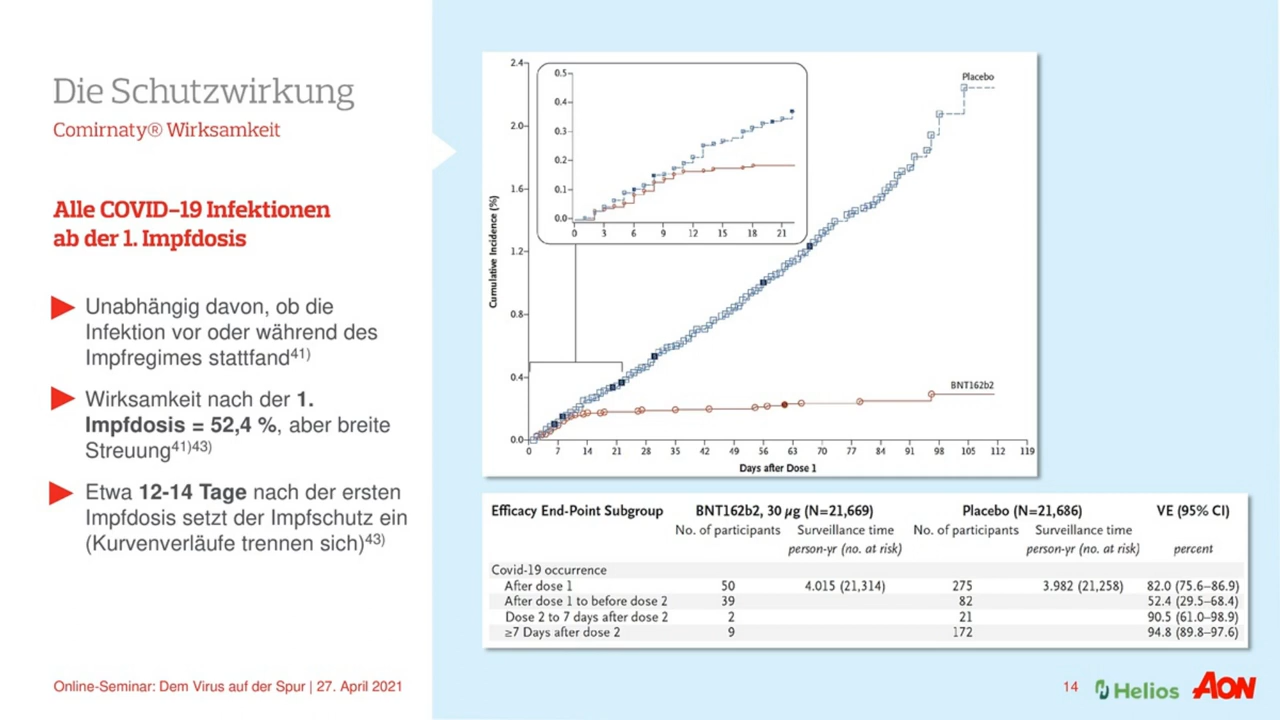 Die Schutzwirkung
Comirnaty® Wirksamkeit
Alle COVID-19 Infektionen
ab der 1. Impfdosis
Unabhängig davon, ob die
Infektion vor oder während des
Impfregimes stattfand41)
Wirksamkeit nach der 1.
Impfdosis = 52,4 %, aber breite
Streuung41)43)
Etwa 12-14 Tage nach der ersten
Impfdosis setzt der Impfschutz ein
(Kurvenverläufe trennen sich)43)
Cumulative Incidence (%)
2.4
2.0
1.6
1.2
0.8
0.4
0.0
0.5
0.4
0.3
0.2
0.1
0.0
0 3 6 9 12 15 18 21
Placebo
BNT162b2
0 7 14 21 28 35 42 49 56 63 70 77 84 91 98 105 112 119
Days after Dose 1
Efficacy End-Point Subgroup BNT162b2, 30 μg (N=21,669) Placebo (N=21,686) VE (95% CI)
No. of participants Surveillance time No. of participants Surveillance time
person-yr (no. at risk) person-yr (no. at risk) percent
Covid-19 occurrence
After dose 1 50 4.015 (21,314) 275 3.982 (21,258) 82.0 (75.6–86.9)
After dose 1 to before dose 2 39 82 52.4 (29.5–68.4)
Dose 2 to 7 days after dose 2 2 21 90.5 (61.0–98.9)
≥7 Days after dose 2 9 172 94.8 (89.8–97.6)
Online-Seminar: Dem Virus auf der Spur | 27. April 2021
14 Helios AON